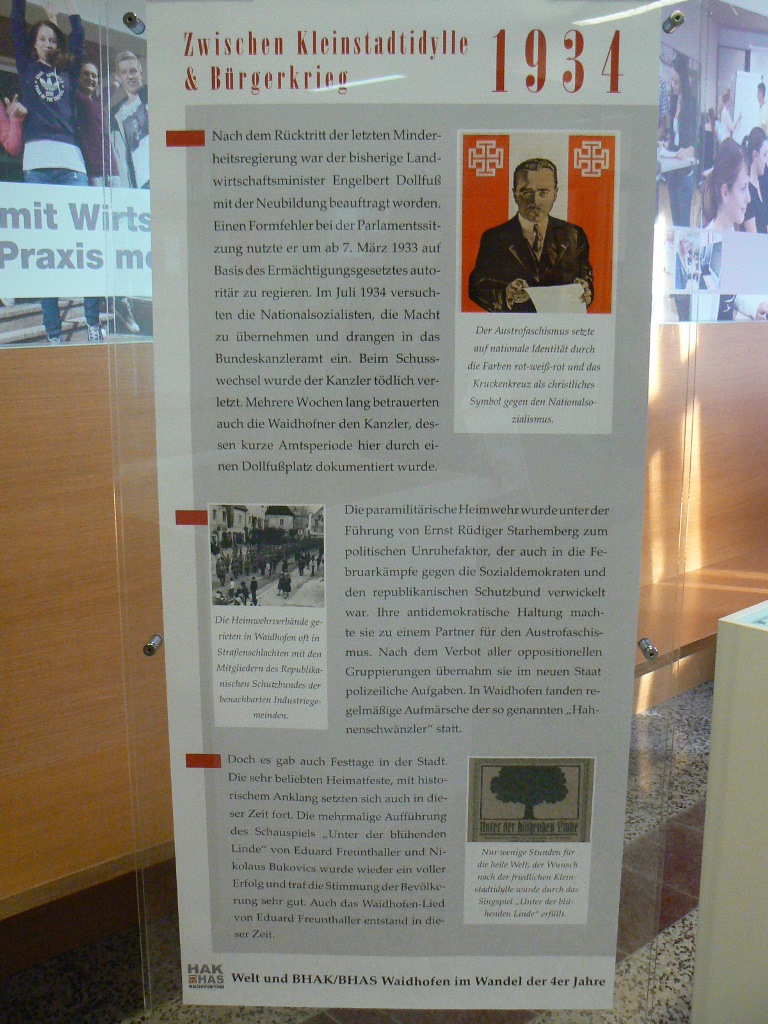 Zwischen Kleinstadtidylle
& Bürgerkrieg
1934
mit Wirts
Praxis
Nach dem Rücktritt der letzten Minder-
heitsregierung war der bisherige Land-
wirtschaftsminister Engelbert Dollfuß
mit der Neubildung beauftragt worden.
Einen Formfehler bei der Parlamentssit-
zung nutzte er um ab 7. März 1933 auf
Basis des Ermächtigungsgesetztes auto-
ritär zu regieren. Im Juli 1934 versuch-
ten die Nationalsozialisten, die Macht
zu übernehmen und drangen in das
Bundeskanzleramt ein. Beim Schuss-
wechsel wurde der Kanzler tödlich ver-
letzt. Mehrere Wochen lang betrauerten
auch die Waidhofner den Kanzler, des-
sen kurze Amtsperiode hier durch ei-
nen Dollfußplatz dokumentiert wurde.
Der Austrofaschismus setzte
auf nationale Identität durch
die Farben rot-weiß-rot und das
Kruckenkreuz als christliches
Symbol gegen den Nationalso-
zialismus.
Die paramilitärische Heimwehr wurde unter der
Führung von Ernst Rüdiger Starhemberg zum
politischen Unruhefaktor, der auch in die Fe-
bruarkämpfe gegen die Sozialdemokraten und
den republikanischen Schutzbund verwickelt
war. Ihre antidemokratische Haltung mach-
te sie zu einem Partner für den Austrofaschis-
mus. Nach dem Verbot aller oppositionellen
Gruppierungen übernahm sie im neuen Staat
polizeiliche Aufgaben. In Waidhofen fanden re-
gelmäßige Aufmärsche der so genannten „Hah-
nenschwänzler“ statt.
Die Heimwehrverbände ge-
rieten in Waidhofen oft in
Straßenschlachten mit den
Mitgliedern des Republika-
nischen Schutzbundes der
benachbarten Industriege-
meinden.
Doch es gab auch Festtage in der Stadt.
Die sehr beliebten „Heimatfeste, mit histo-
rischem Anklang setzten sich auch in die-
ser Zeit fort. Die mehrmalige Aufführung
des Schauspiels „Unter der blühenden
Linde“ von Eduard Freunthaller und Ni-
kolaus Bukovics wurde wieder ein voller
Erfolg und traf die Stimmung der Bevölke-
rung sehr gut. Auch das Waidhofen-Lied
von Eduard Freunthaller entstand in die-
ser Zeit.
Unter der blühenden Linde
Nur wenige Stunden für
die heile Welt; der Wunsch
nach der friedlichen Klein-
stadtidylle wurde durch das
Singspiel „Unter der blü-
henden Linde“ erfüllt.
HAK
HAS
Welt und BHAK/BHAS Waidhofen im Wandel der 4er Jahre